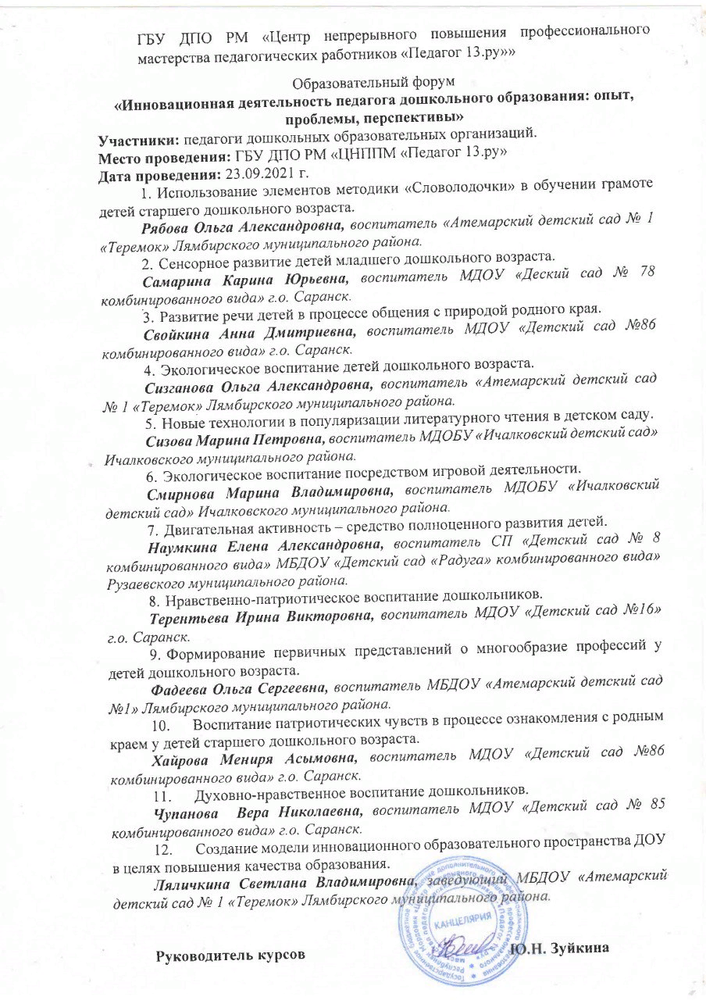 ГБУ ДПО РМ «Центр непрерывного повышения профессионального
мастерства педагогических работников «Педагог 13.ру»»
Образовательный форум
«Инновационная деятельность педагога дошкольного образования: опыт,
проблемы, перспективы»
Участники: педагоги дошкольных образовательных организаций.
Место проведения: ГБУ ДПО РМ «ЦНППМ «Педагог 13.ру»
Дата проведения: 23.09.2021 г.
1. Использование элементов методики «Словолодочки» в обучении грамоте
детей старшего дошкольного возраста.
Рябова Ольга Александровна, воспитатель «Атемарский детский сад № 1
«Теремок» Лямбирского муниципального района.
2. Сенсорное развитие детей младшего дошкольного возраста.
Самарина Карина Юрьевна, воспитатель МДОУ «Деский сад № 78
комбинированного вида» г.о. Саранск.
3. Развитие речи детей в процессе общения с природой родного края.
Свойкина Анна Дмитриевна, воспитатель МДОУ «Детский сад №86
комбинированного вида» г.о. Саранск.
4. Экологическое воспитание детей дошкольного возраста.
Сизганова Ольга Александровна, воспитатель «Атемарский детский сад
№ 1 «Теремок» Лямбирского муниципального района.
5. Новые технологии в популяризации литературного чтения в детском саду.
Сизова Марина Петровна, воспитатель МДОБУ «Ичалковский детский сад»
Ичалковского муниципального района.
6. Экологическое воспитание посредством игровой деятельности.
Смирнова Марина Владимировна, воспитатель МДОБУ «Ичалковский
детский сад» Ичалковского муниципального района.
7. Двигательная активность – средство полноценного развития детей.
Наумкина Елена Александровна, воспитатель СП «Детский сад № 8
комбинированного вида» МБДОУ «Детский сад «Радуга» комбинированного вида»
Рузаевского муниципального района.
8. Нравственно-патриотическое воспитание дошкольников.
Терентьева Ирина Викторовна, воспитатель МДОУ «Детский сад №16»
г.о. Саранск.
9. Формирование первичных представлений о многообразие профессий у
детей дошкольного возраста.
Фадеева Ольга Сергеевна, воспитатель МБДОУ «Атемарский детский сад
№1» Лямбирского муниципального района.
10. Воспитание патриотических чувств в процессе ознакомления с родным
краем у детей старшего дошкольного возраста.
Хайрова Мениря Асымовна, воспитатель МДОУ «Детский сад №86
комбинированного вида» г.о. Саранск.
11. Духовно-нравственное воспитание дошкольников.
Чупанова Вера Николаевна, воспитатель МДОУ «Детский сад № 85
комбинированного вида» г.о. Саранск.
12. Создание модели инновационного образовательного пространства ДОУ
в целях повышения качества образования.
Ляличкина Светлана Владимировна, заведующий МБДОУ «Атемарский
детский сад № 1 «Теремок» Лямбирского муниципального района.
КАНЦЕЛЯРИЯ
Руководитель курсов Ю.Н. Зуйкина